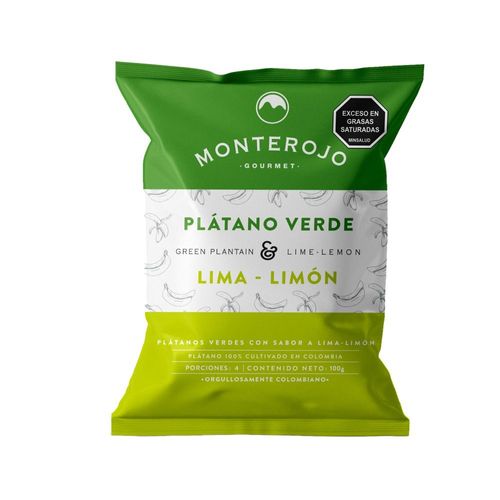 EXCESO EN
GRASAS
SATURADAS
MINSALUD
MONTEROJO
·GOURMET·
PLÁTANO VERDE
GREEN PLANTAIN & LIME-LEMON
LIMA - LIMÓN
PLÁTANOS VERDES CON SABOR A LIMA-LIMÓN
PLÁTANO 100% CULTIVADO EN COLOMBIA
PORCIONES: 4 | CONTENIDO NETO: 100g
•ORGULLOSAMENTE COLOMBIANO•